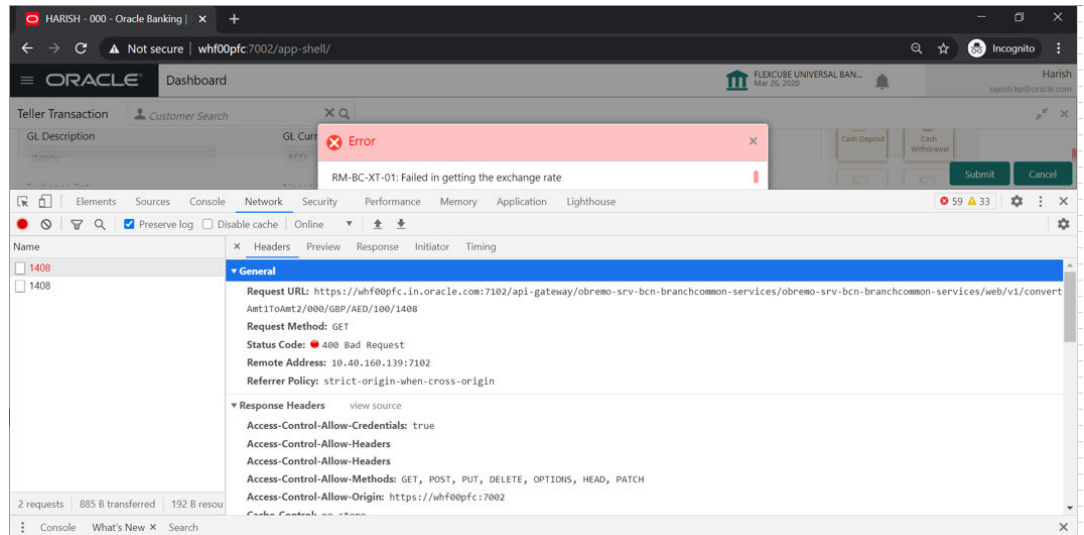 HARISH - 000 - Oracle Banking |
Not secure | whf00pfc:7002/app-shell/
Incognito
ORACLE Dashboard
FLEXCUBE UNIVERSAL BAN...
Mar 26, 2020
Harish
sajosh.kp@oracle.com
Teller Transaction Customer Search
GL Description GL Curr
danny AED
Error
RM-BC-XT-01: Failed in getting the exchange rate
Cash Deposit Cash Withdrawal
Submit Cancel
Elements Sources Console Network Security Performance Memory Application Lighthouse 59 33
Preserve log Disable cache Online
Name
1408
1408
Headers Preview Response Initiator Timing
General
Request URL: https://whf00pfc.in.oracle.com:7102/api-gateway/obremo-srv-bcn-branchcommon-services/obremo-srv-bcn-branchcommon-services/web/v1/convert
Amt1ToAmt2/000/GBP/AED/100/1408
Request Method: GET
Status Code: 400 Bad Request
Remote Address: 10.40.160.139:7102
Referrer Policy: strict-origin-when-cross-origin
Response Headers view source
Access-Control-Allow-Credentials: true
Access-Control-Allow-Headers
Access-Control-Allow-Headers
Access-Control-Allow-Methods: GET, POST, PUT, DELETE, OPTIONS, HEAD, PATCH
Access-Control-Allow-Origin: https://whf00pfc:7002
2 requests 885 B transferred 192 B resou
Console What's New Search